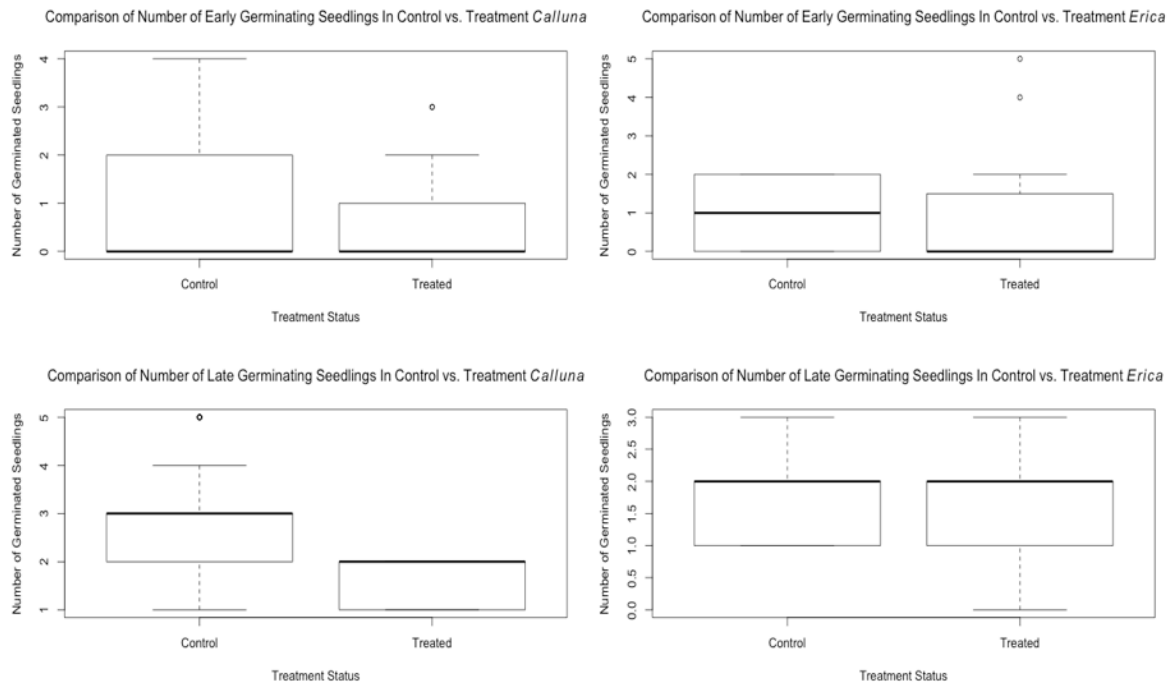 Comparison of Number of Early Germinating Seedlings In Control vs. Treatment Calluna
Number of Germinated Seedlings
4
3
2
1
0
Control
Treated
Treatment Status
Comparison of Number of Early Germinating Seedlings In Control vs. Treatment Erica
Number of Germinated Seedlings
5
4
3
2
1
0
Control
Treated
Treatment Status
Comparison of Number of Late Germinating Seedlings In Control vs. Treatment Calluna
Number of Germinated Seedlings
5
4
3
2
1
Control
Treated
Treatment Status
Comparison of Number of Late Germinating Seedlings In Control vs. Treatment Erica
Number of Germinated Seedlings
3.0
2.5
2.0
1.5
1.0
0.5
0.0
Control
Treated
Treatment Status